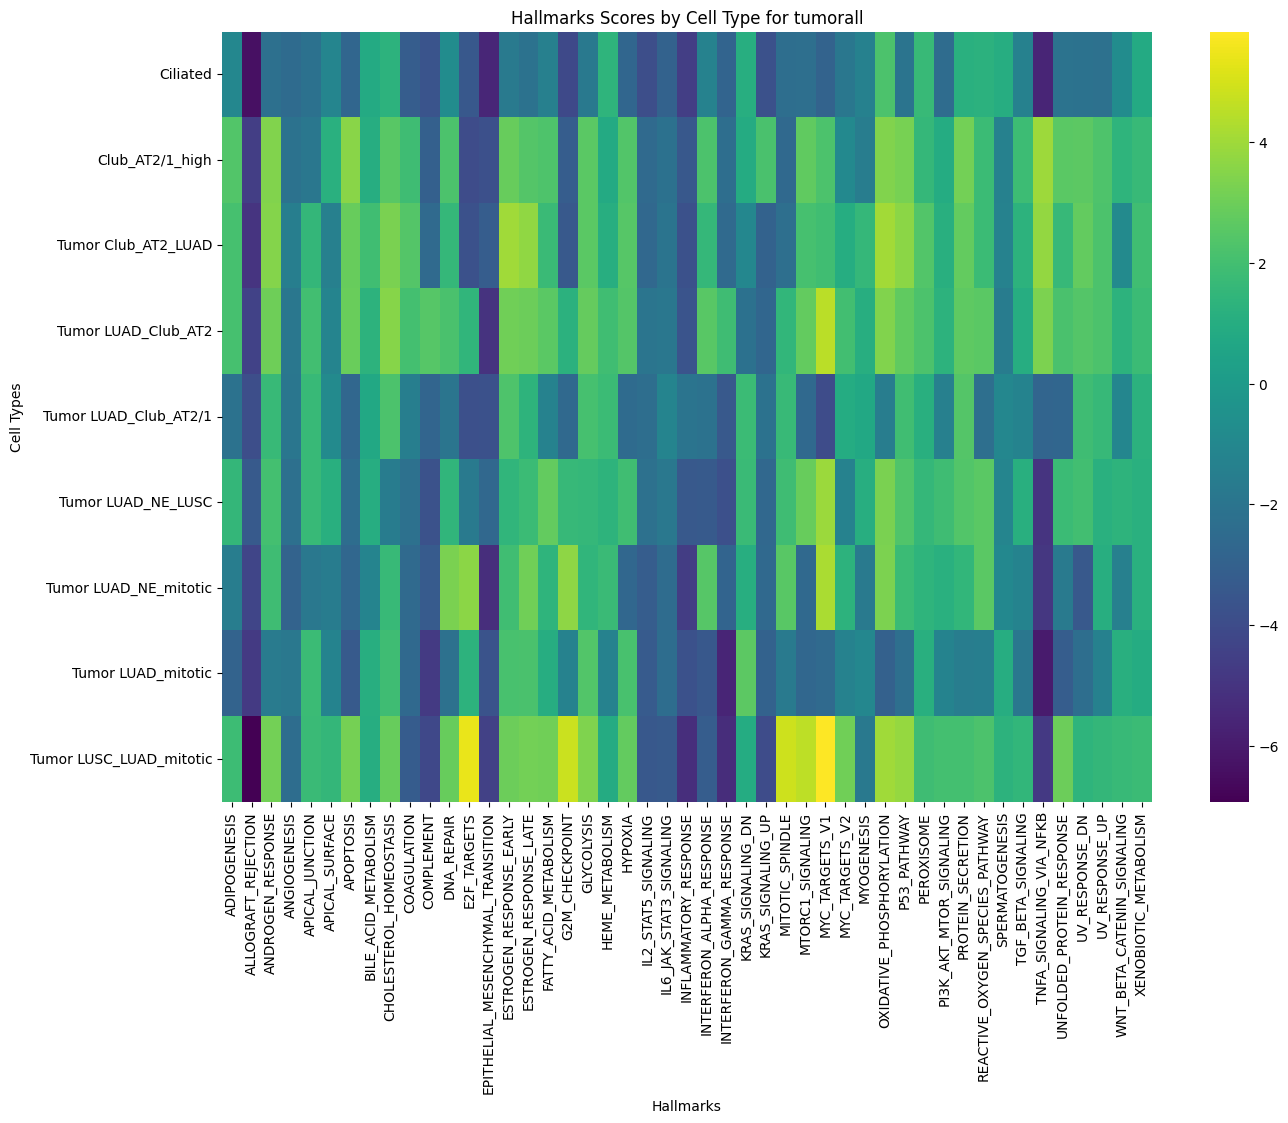 Hallmarks Scores by Cell Type for tumorall
Cell Types
Ciliated
Club_AT2/1_high
Tumor Club_AT2_LUAD
Tumor LUAD_Club_AT2
Tumor LUAD_Club_AT2/1
Tumor LUAD_NE_LUSC
Tumor LUAD_NE_mitotic
Tumor LUAD_mitotic
Tumor LUSC_LUAD_mitotic
4
2
0
−2
−4
−6
ADIPOGENESIS
ALLOGRAFT_REJECTION
ANDROGEN_RESPONSE
ANGIOGENESIS
APICAL_JUNCTION
APICAL_SURFACE
APOPTOSIS
BILE_ACID_METABOLISM
CHOLESTEROL_HOMEOSTASIS
COAGULATION
COMPLEMENT
DNA_REPAIR
E2F_TARGETS
EPITHELIAL_MESENCHYMAL_TRANSITION
ESTROGEN_RESPONSE_EARLY
ESTROGEN_RESPONSE_LATE
FATTY_ACID_METABOLISM
G2M_CHECKPOINT
GLYCOLYSIS
HEME_METABOLISM
HYPOXIA
IL2_STAT5_SIGNALING
IL6_JAK_STAT3_SIGNALING
INFLAMMATORY_RESPONSE
INTERFERON_ALPHA_RESPONSE
INTERFERON_GAMMA_RESPONSE
KRAS_SIGNALING_DN
KRAS_SIGNALING_UP
MITOTIC_SPINDLE
MTORC1_SIGNALING
MYC_TARGETS_V1
MYC_TARGETS_V2
MYOGENESIS
OXIDATIVE_PHOSPHORYLATION
P53_PATHWAY
PEROXISOME
PI3K_AKT_MTOR_SIGNALING
PROTEIN_SECRETION
REACTIVE_OXYGEN_SPECIES_PATHWAY
SPERMATOGENESIS
TGF_BETA_SIGNALING
TNFA_SIGNALING_VIA_NFKB
UNFOLDED_PROTEIN_RESPONSE
UV_RESPONSE_DN
UV_RESPONSE_UP
WNT_BETA_CATENIN_SIGNALING
XENOBIOTIC_METABOLISM
Hallmarks